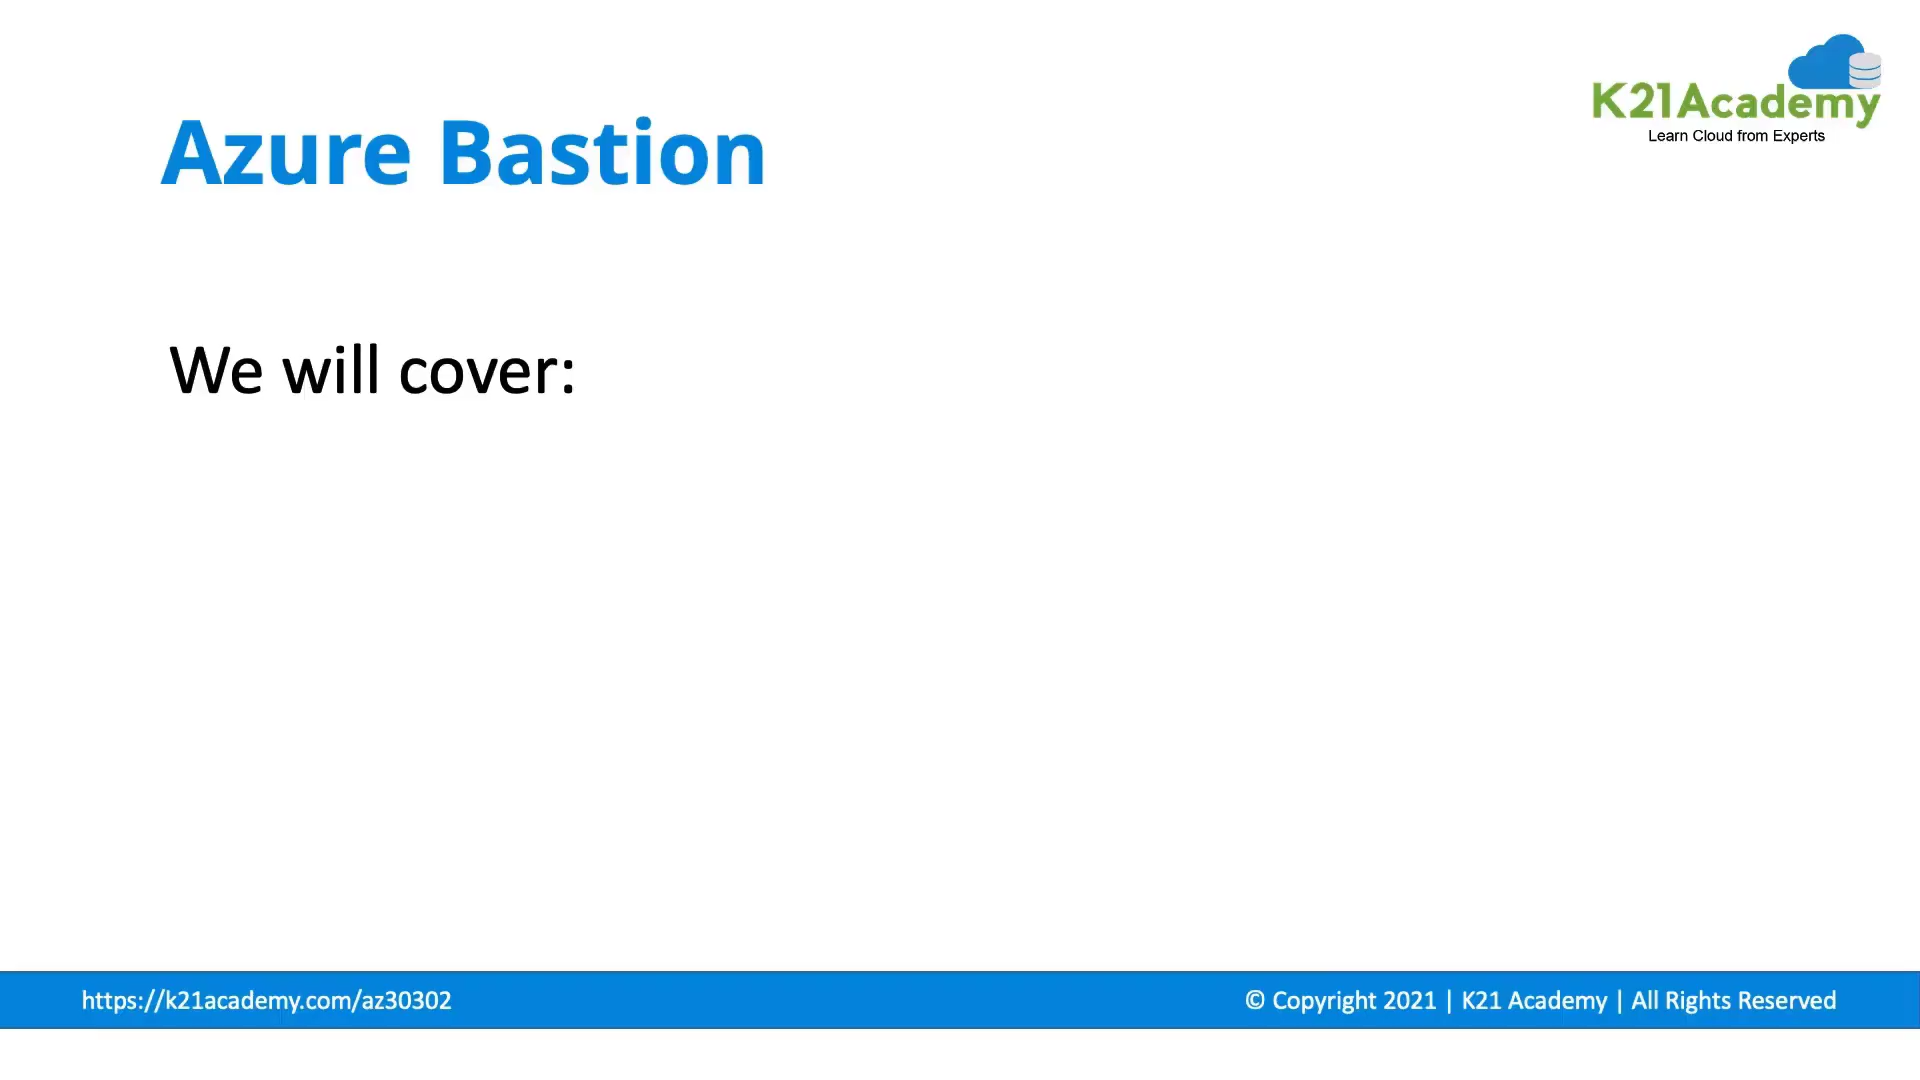 K21Academy
Learn Cloud from Experts
Azure Bastion
We will cover:
https://k21academy.com/az30302
© Copyright 2021 | K21 Academy | All Rights Reserved